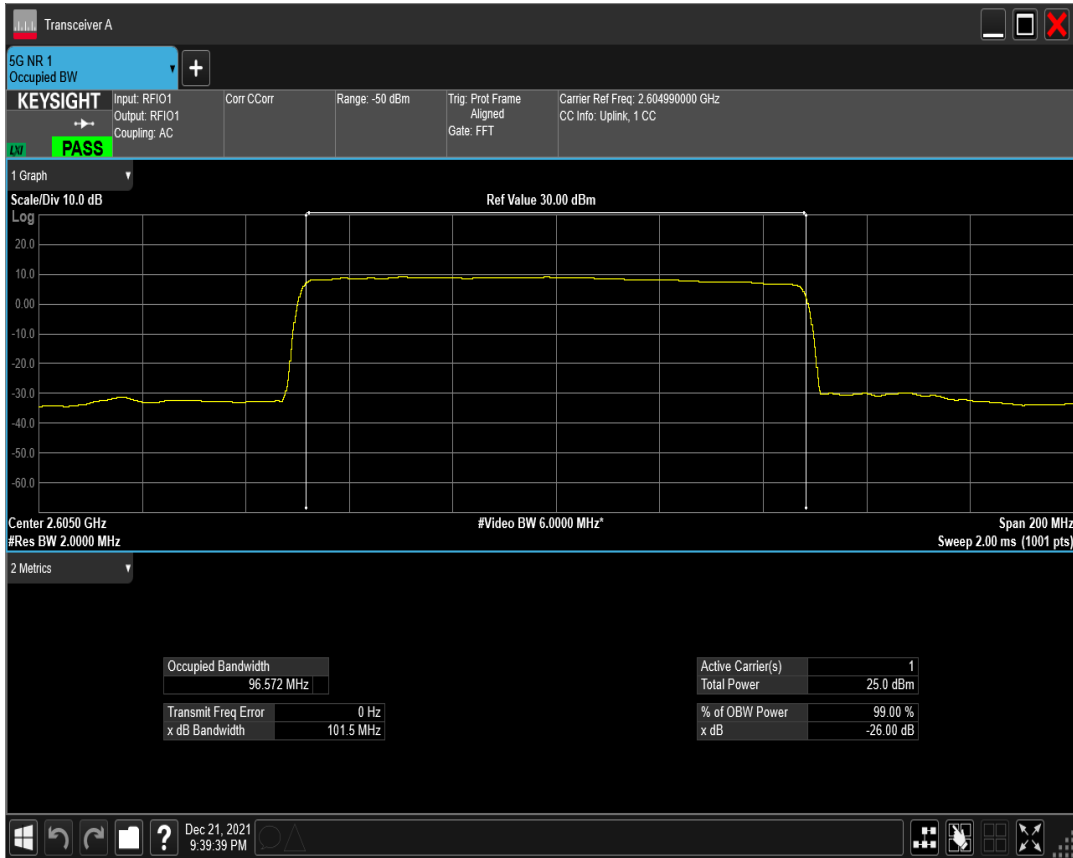 Transceiver A
5G NR 1
Occupied BW
+
KEYSIGHT
LXI
PASS
Input: RFIO1
Output: RFIO1
Coupling: AC
Corr CCorr
Range: -50 dBm
Trig: Prot Frame
Aligned
Gate: FFT
Carrier Ref Freq: 2.604990000 GHz
CC Info: Uplink, 1 CC
1 Graph
Scale/Div 10.0 dB
Ref Value 30.00 dBm
Log
20.0
10.0
0.00
-10.0
-20.0
-30.0
-40.0
-50.0
-60.0
Center 2.6050 GHz
#Video BW 6.0000 MHz*
Span 200 MHz
#Res BW 2.0000 MHz
Sweep 2.00 ms (1001 pts)
2 Metrics
Occupied Bandwidth
96.572 MHz
Transmit Freq Error 0 Hz
x dB Bandwidth 101.5 MHz
Active Carrier(s) 1
Total Power 25.0 dBm
% of OBW Power 99.00 %
x dB -26.00 dB
?
Dec 21, 2021
9:39:39 PM